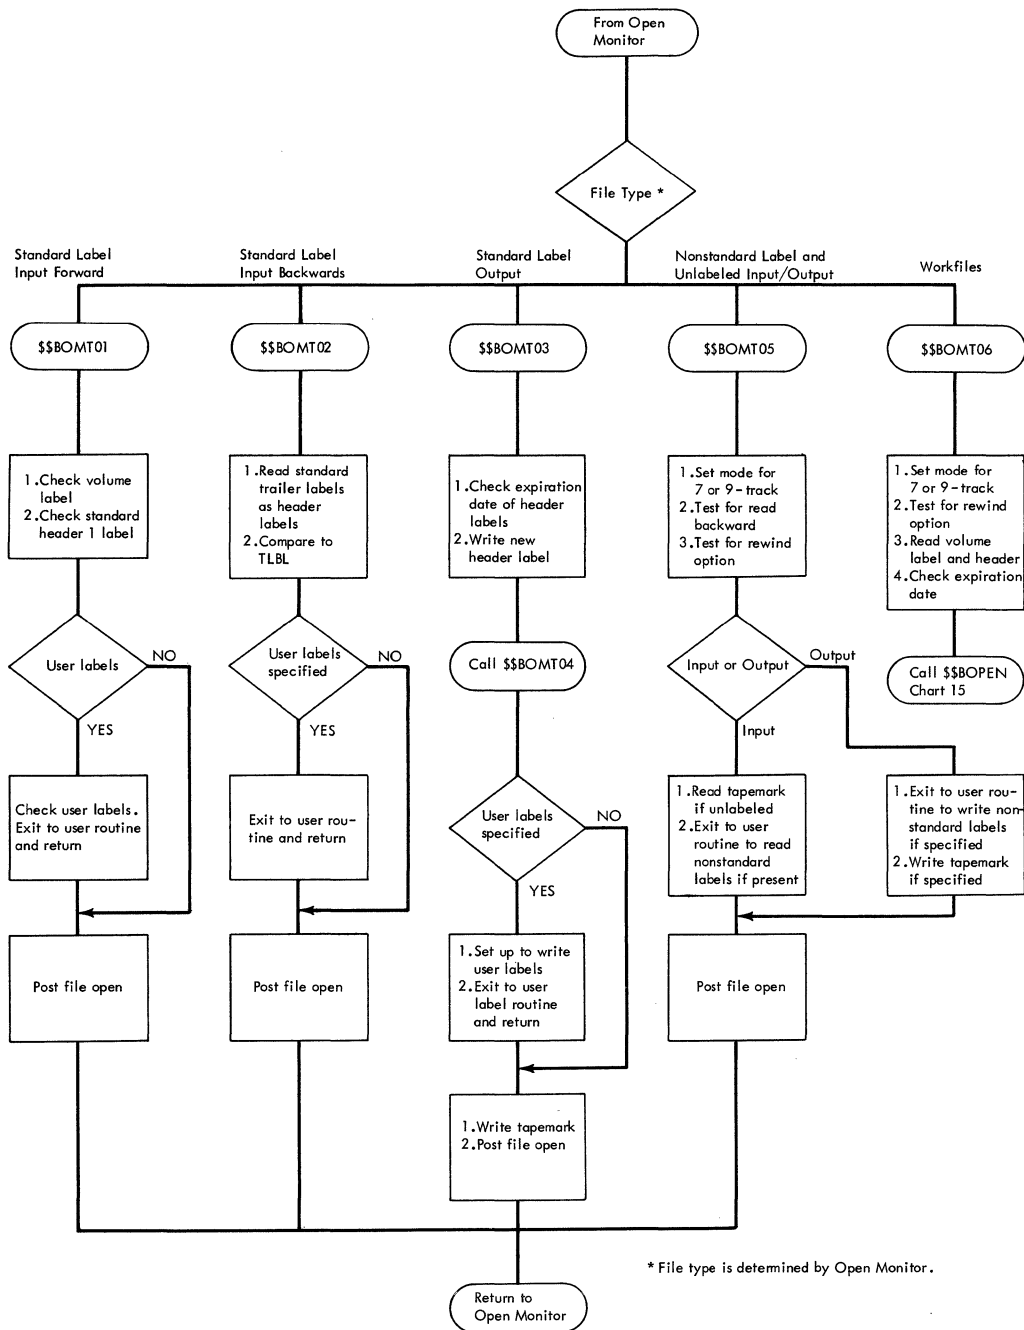 From Open
Monitor
File Type *
Standard Label
Input Forward
Standard Label
Input Backwards
Standard Label
Output
Nonstandard Label and
Unlabeled Input/Output
Workfiles
$$BOMT01
$$BOMT02
$$BOMT03
$$BOMT05
$$BOMT06
1.Check volume
label
2.Check standard
header 1 label
1.Read standard
trailer labels
as header
labels
2.Compare to
TLBL
1.Check expiration
date of header
labels
2.Write new
header label
1.Set mode for
7 or 9-track
2.Test for read
backward
3.Test for rewind
option
1.Set mode for
7 or 9-track
2.Test for rewind
option
3.Read volume
label and header
4.Check expiration
date
User labels
NO
YES
User labels
specified
NO
YES
Call $$BOMT04
Input or Output
Output
Input
Call $$BOPEN
Chart 15
Check user labels.
Exit to user routine
and return
Exit to user rou-
tine and return
User labels
specified
NO
YES
1.Read tapemark
if unlabeled
2.Exit to user
routine to read
nonstandard
labels if present
1.Exit to user rou-
tine to write non-
standard labels
if specified
2.Write tapemark
if specified
Post file open
Post file open
1.Set up to write
user labels
2.Exit to user
label routine
and return
Post file open
1.Write tapemark
2.Post file open
* File type is determined by Open Monitor.
Return to
Open Monitor